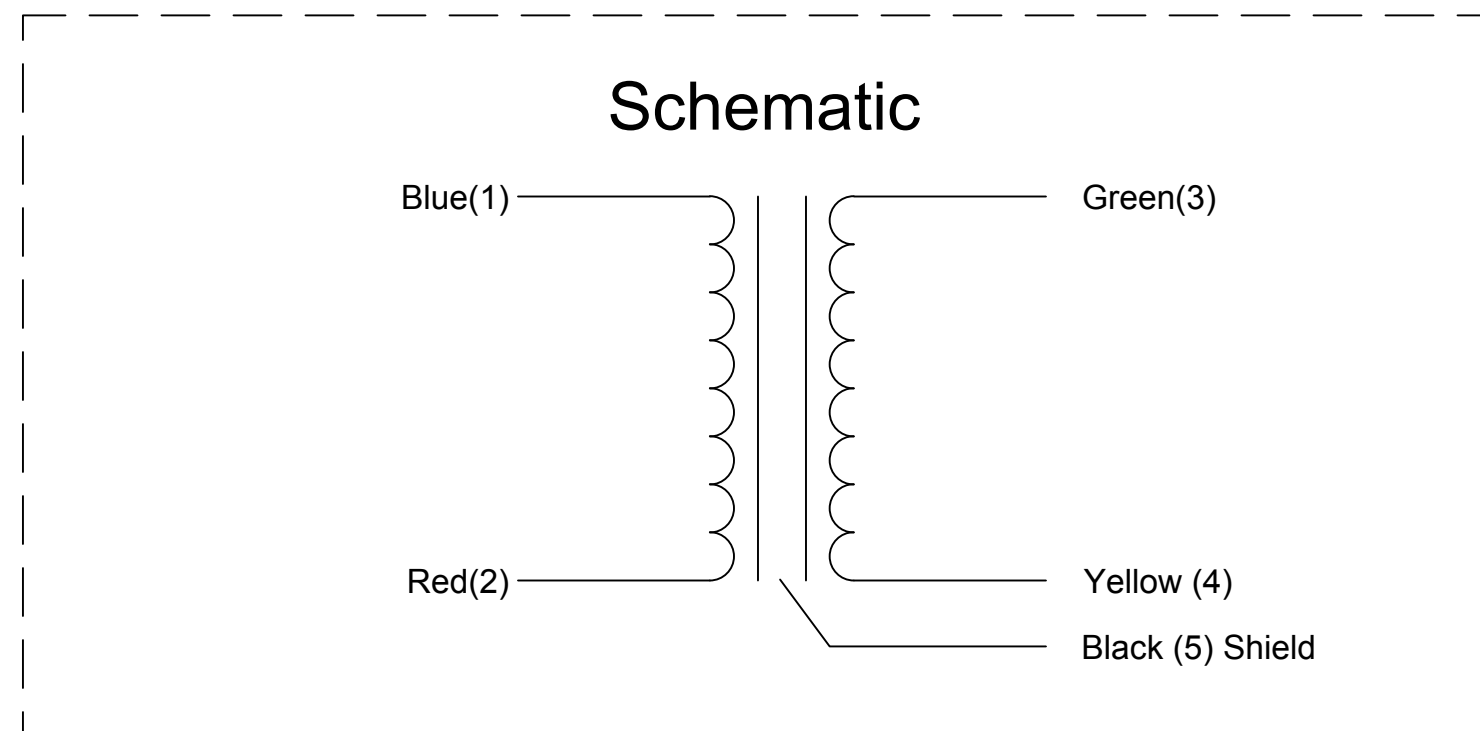 Schematic
Blue(1)
Green(3)
Red(2)
Yellow (4)
Black (5) Shield